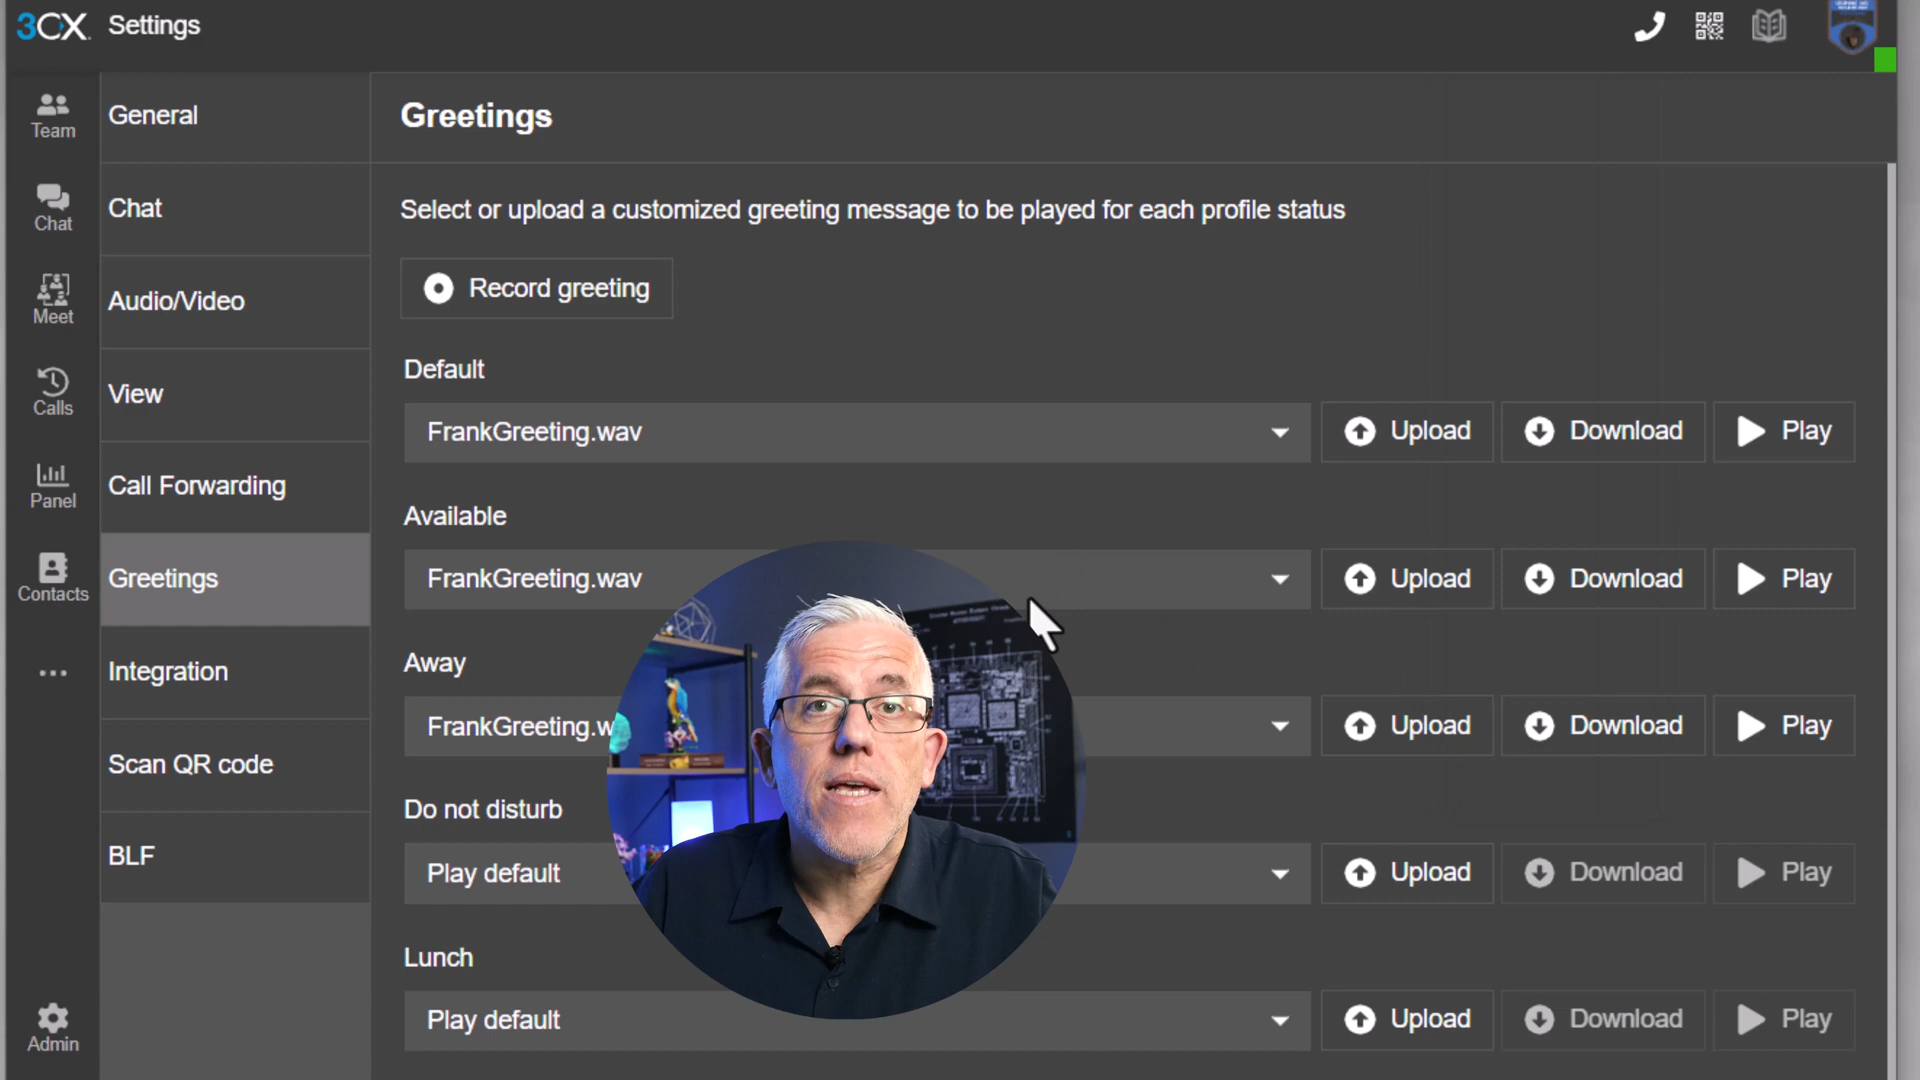 3CX Settings
Team
Chat
Meet
Calls
Panel
Contacts
Admin
General
Chat
Audio/Video
View
Call Forwarding
Greetings
Integration
Scan QR code
BLF
Greetings
Select or upload a customized greeting message to be played for each profile status
Record greeting
Default
FrankGreeting.wav Upload Download Play
Available
FrankGreeting.wav Upload Download Play
Away
FrankGreeting.w Upload Download Play
Do not disturb
Play default Upload Download Play
Lunch
Play default Upload Download Play